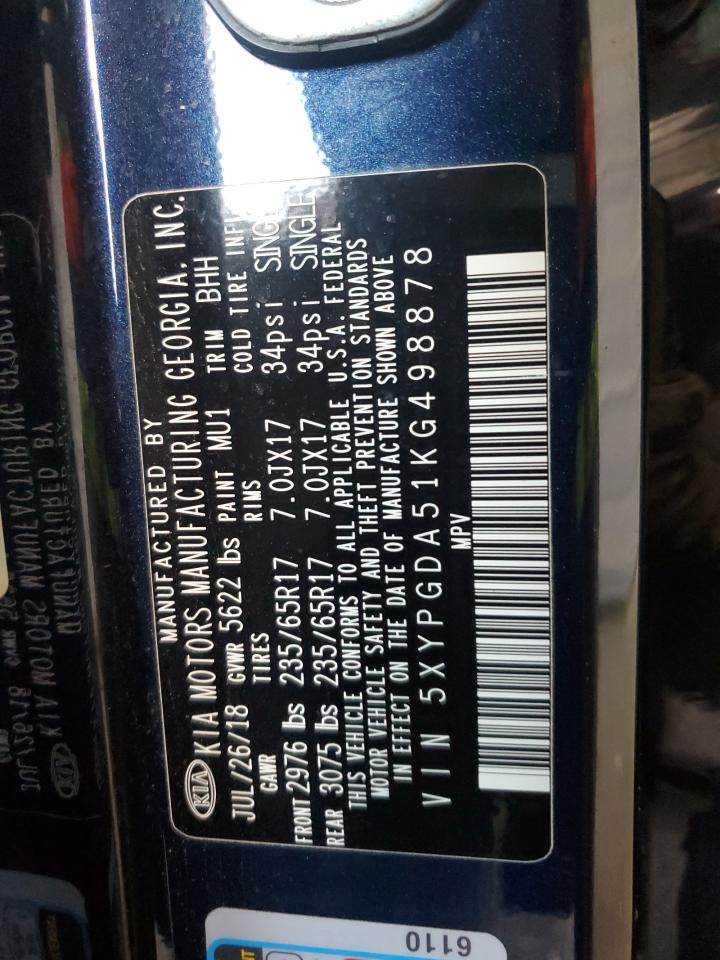 MANUFACTURED BY
KIA KIA MOTORS MANUFACTURING GEORGIA, INC.
JUL/26/18 GVWR 5622 lbs PAINT MU1 TRIM BHH
GAWR TIRES RIMS COLD TIRE INFL
FRONT 2976 lbs 235/65R17 7.0JX17 34psi SINGLE
REAR 3075 lbs 235/65R17 7.0JX17 34psi SINGLE
THIS VEHICLE CONFORMS TO ALL APPLICABLE U.S.A. FEDERAL
MOTOR VEHICLE SAFETY AND THEFT PREVENTION STANDARDS
IN EFFECT ON THE DATE OF MANUFACTURE SHOWN ABOVE
VIN 5XYPGDA51KG498878
MPV
6110